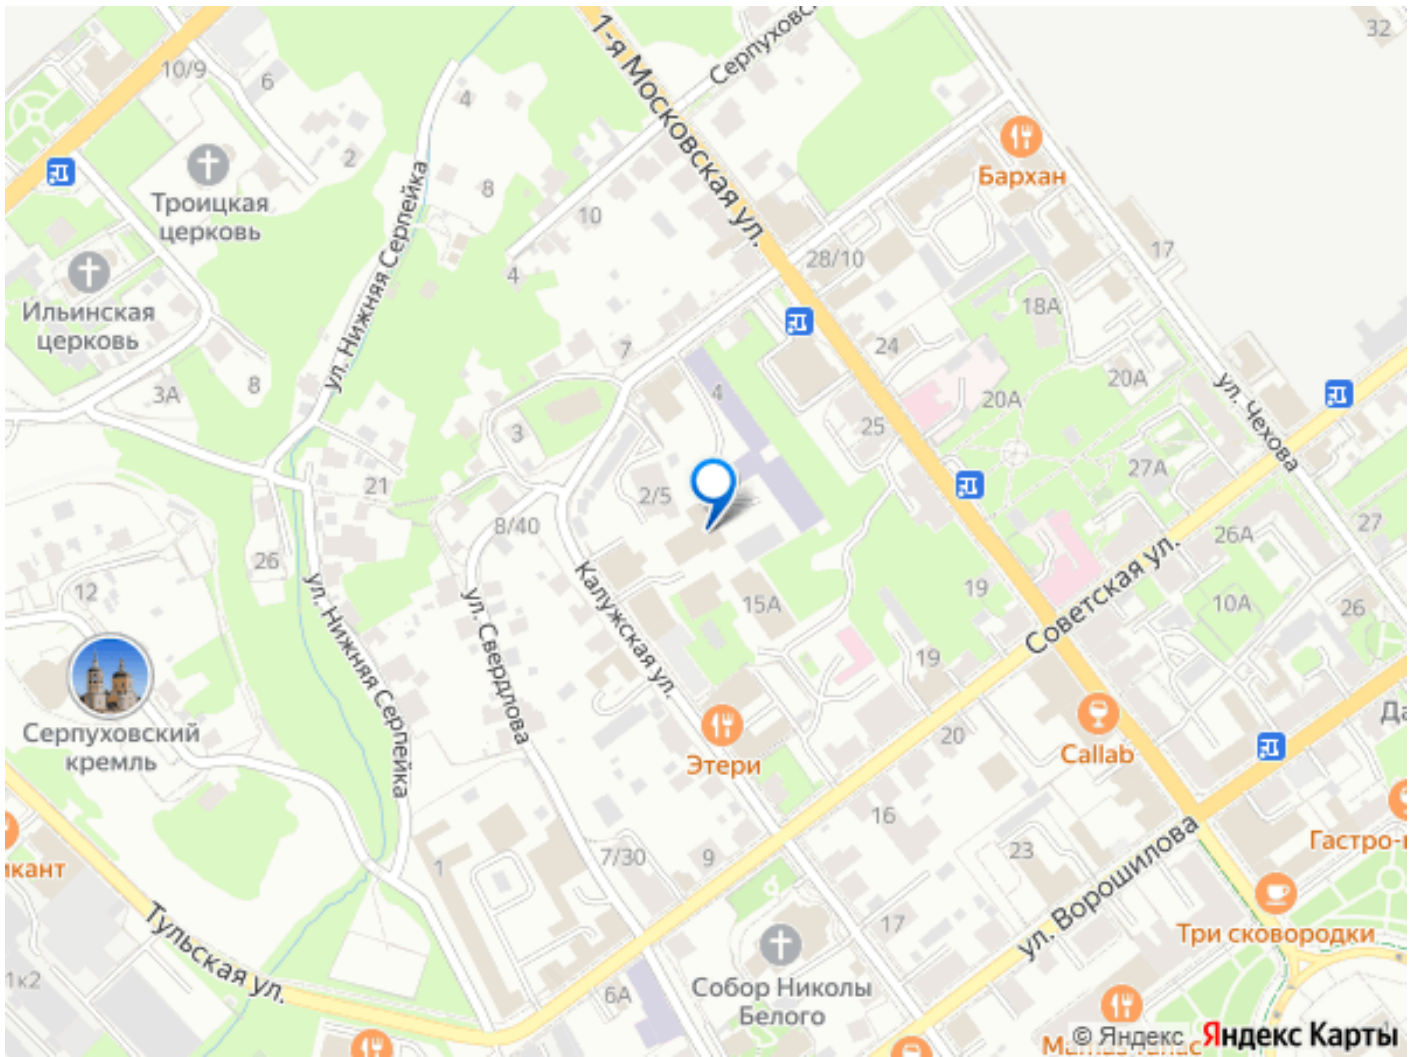 1-я Московская ул.
32
10/9
6
4
Бархан
2
8
Троицкая
церковь
ул. Нижняя Серпейка
10
4
28/10
17
Ильинская
церковь
18А
24
7
3А
8
4
20А
20А
ул. Чехова
25
3
27А
21
2/5
8/40
26А
27
26
12
ул. Нижняя Серпейка
ул. Свердлова
Калужская ул.
15А
19
Советская ул.
10А
26
19
Серпуховский
кремль
Этери
20
Callab
16
23
7/30
9
1
Гастро-
икант
ул. Ворошилова
Тульская ул.
17
Три сковородки
1к2
6А
Собор Николы
Белого
© Яндекс Яндекс Карты